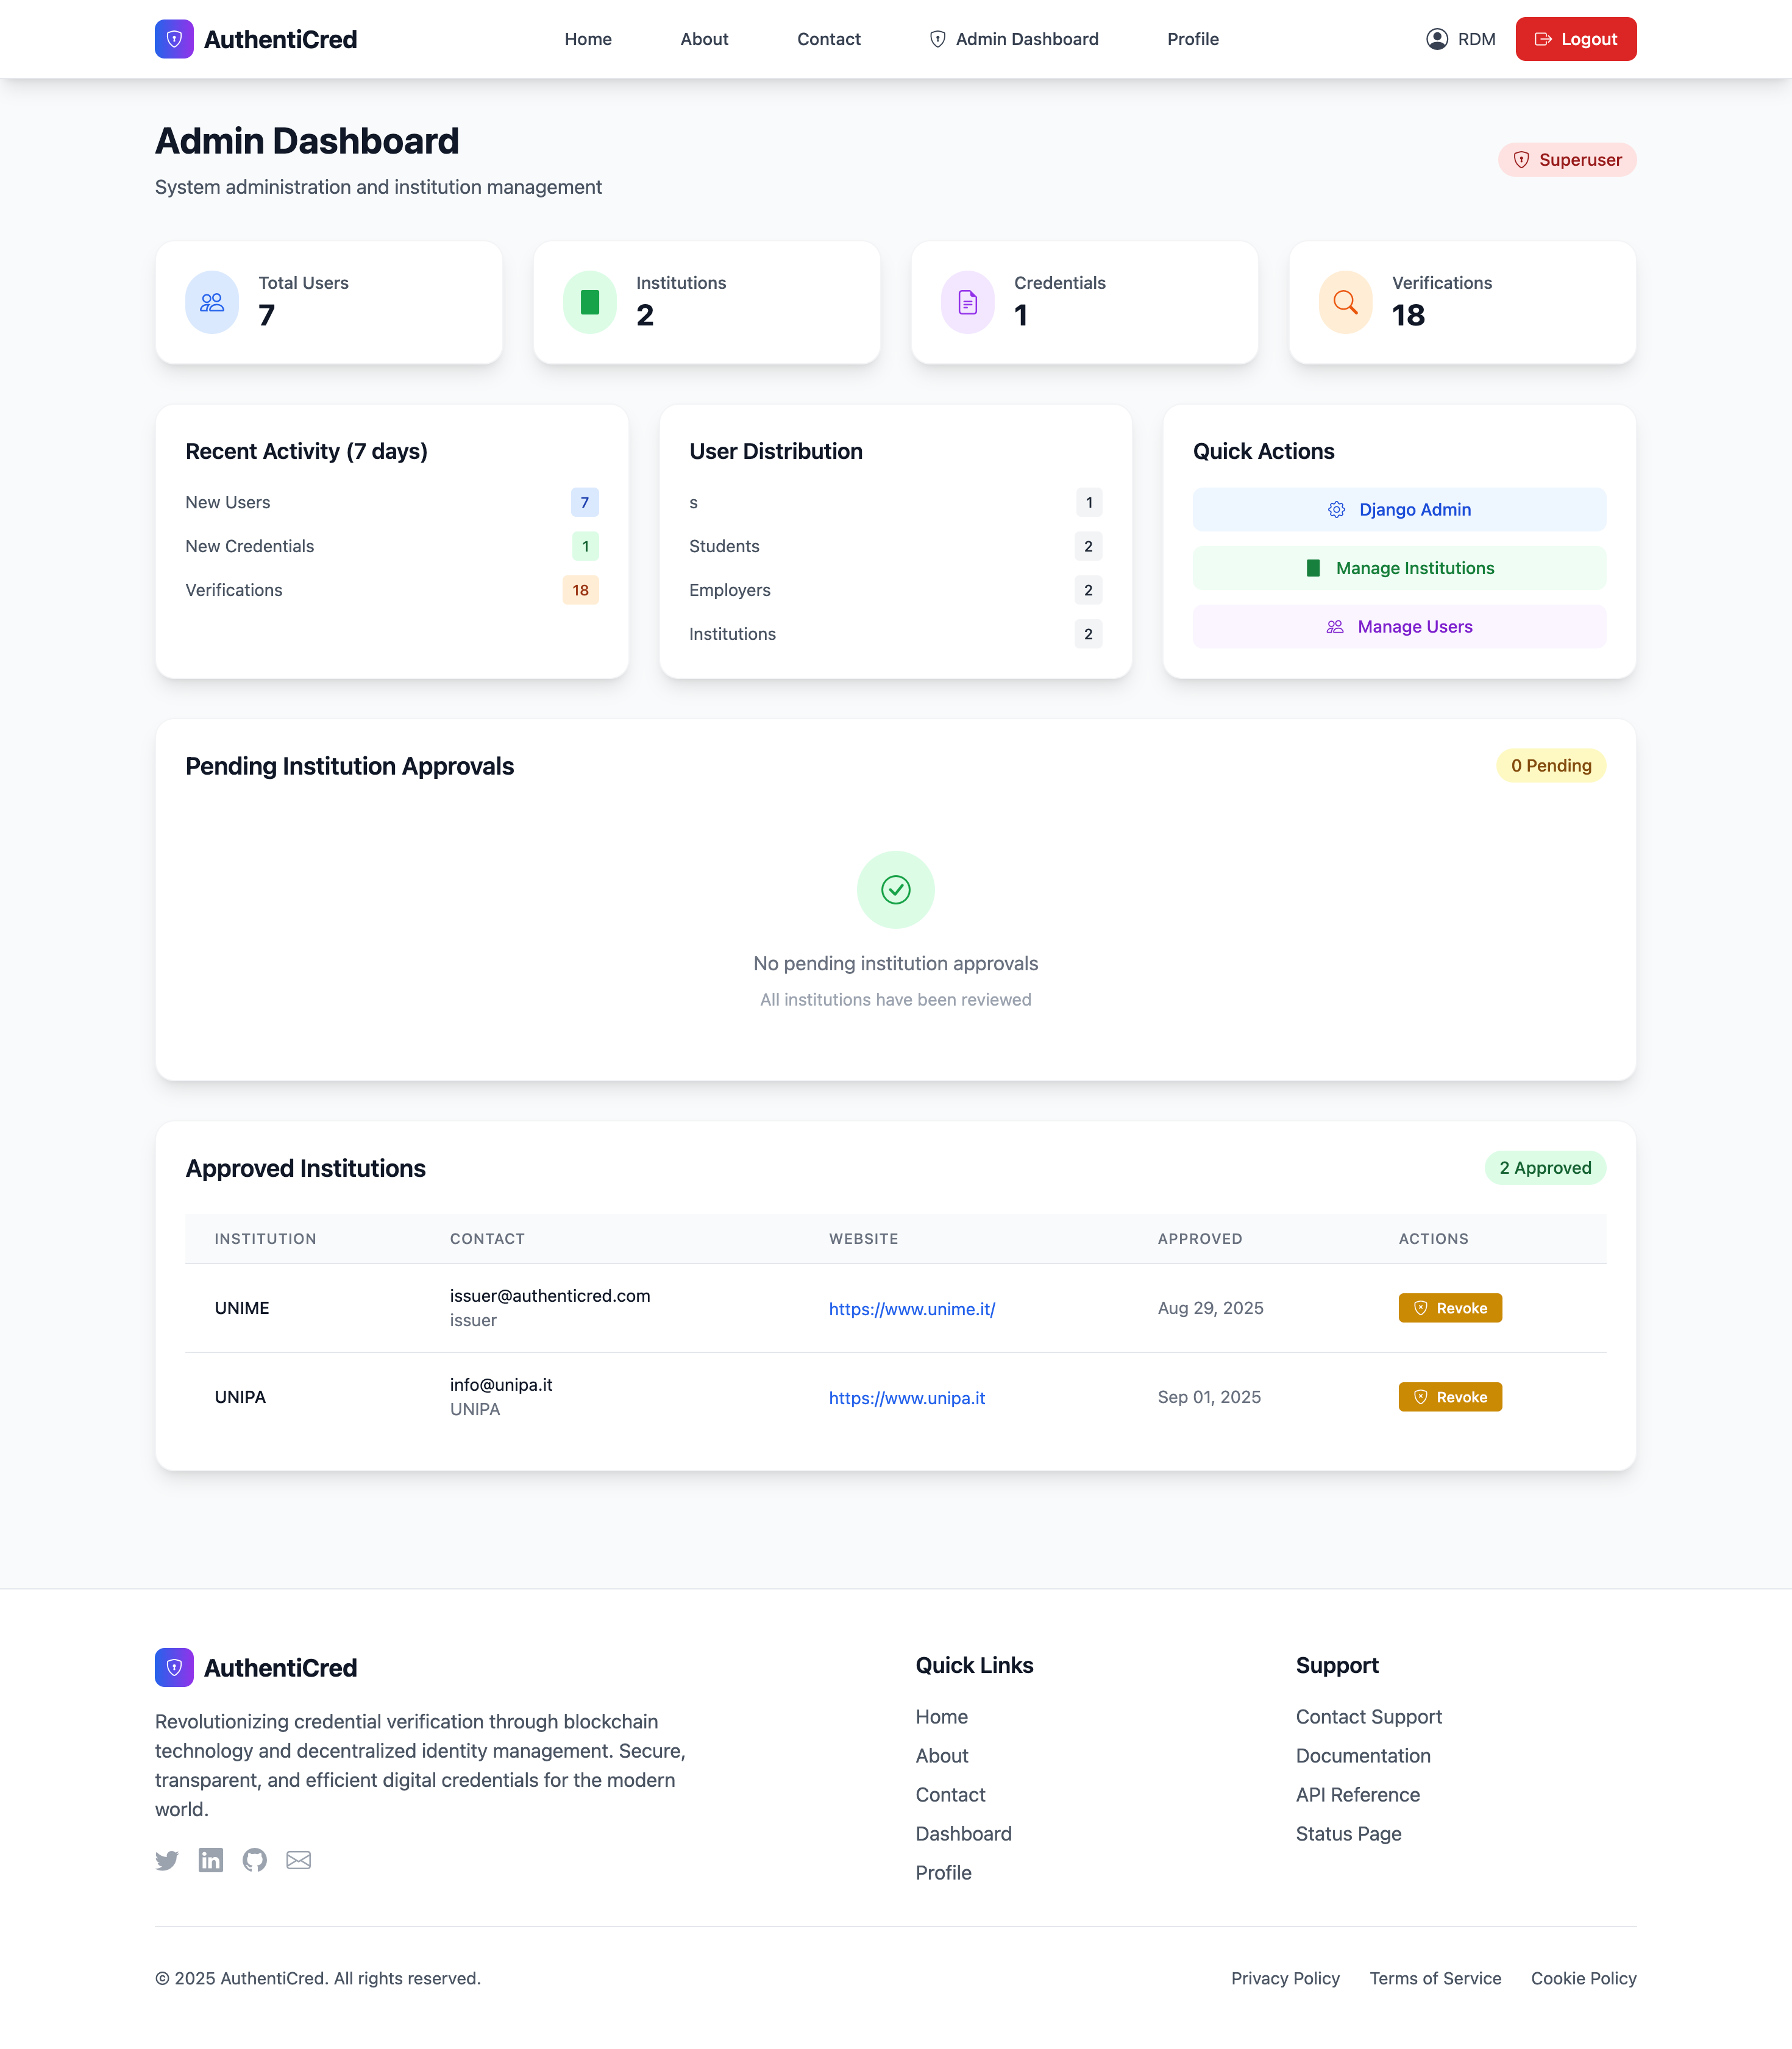 AuthentiCred
Home
About
Contact
Admin Dashboard
Profile
RDM
Logout
Admin Dashboard
System administration and institution management
Superuser
Total Users
7
Institutions
2
Credentials
1
Verifications
18
Recent Activity (7 days)
New Users 7
New Credentials 1
Verifications 18
User Distribution
s 1
Students 2
Employers 2
Institutions 2
Quick Actions
Django Admin
Manage Institutions
Manage Users
Pending Institution Approvals
0 Pending
No pending institution approvals
All institutions have been reviewed
Approved Institutions
2 Approved
INSTITUTION CONTACT WEBSITE APPROVED ACTIONS
UNIME issuer@authenticred.com https://www.unime.it/ Aug 29, 2025 Revoke
issuer
UNIPA info@unipa.it https://www.unipa.it Sep 01, 2025 Revoke
UNIPA
AuthentiCred
Revolutionizing credential verification through blockchain
technology and decentralized identity management. Secure,
transparent, and efficient digital credentials for the modern
world.
Quick Links
Home
About
Contact
Dashboard
Profile
Support
Contact Support
Documentation
API Reference
Status Page
© 2025 AuthentiCred. All rights reserved.
Privacy Policy
Terms of Service
Cookie Policy